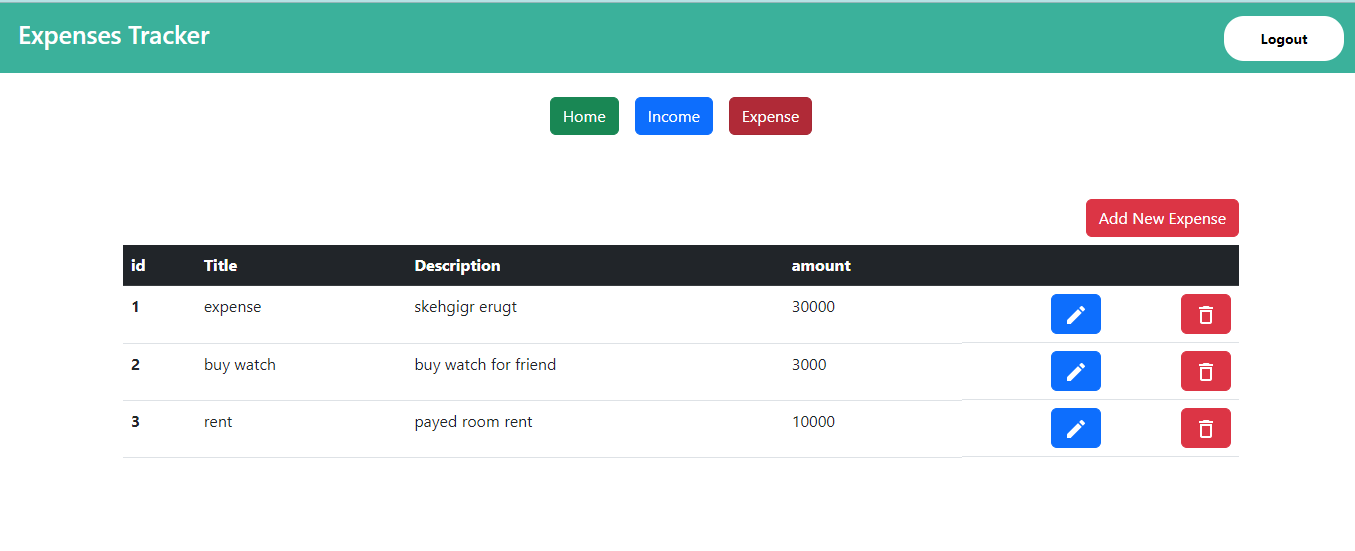 Expenses Tracker
Logout
Home Income Expense
Add New Expense
id Title Description amount
1 expense skehgigr erugt 30000
2 buy watch buy watch for friend 3000
3 rent payed room rent 10000